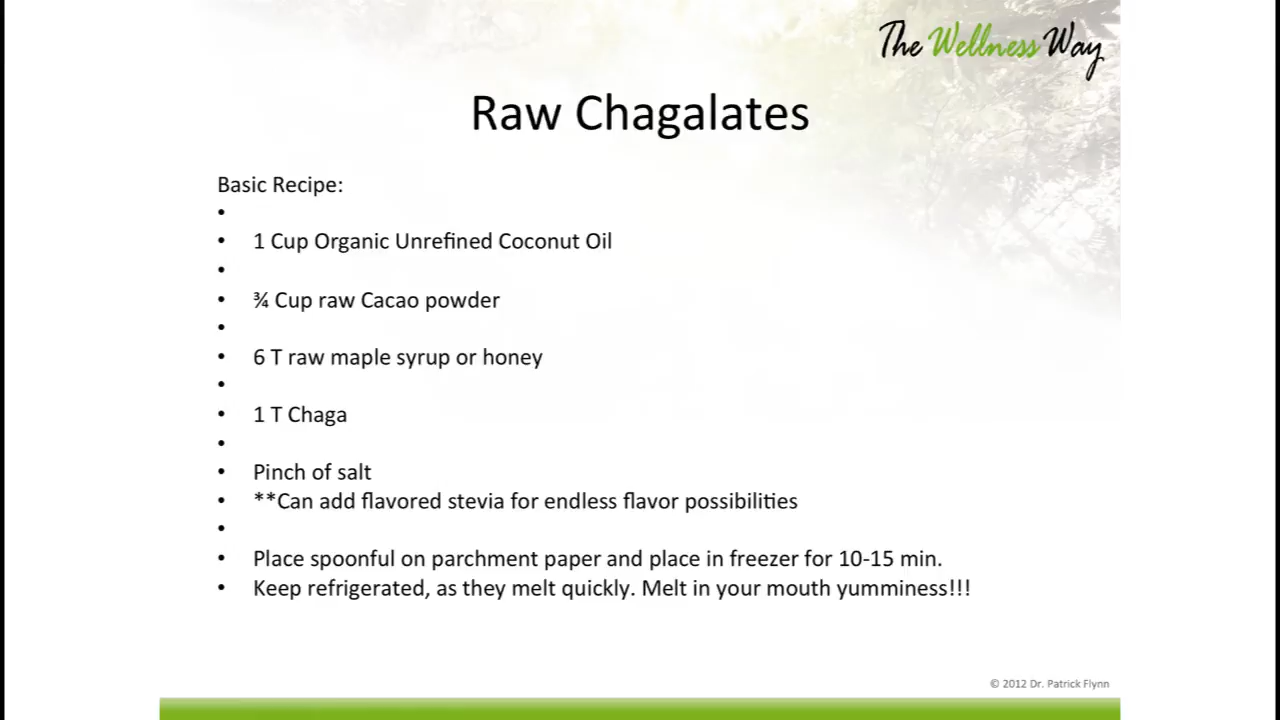 The Wellness Way
Raw Chagalates
Basic Recipe:
•
• 1 Cup Organic Unrefined Coconut Oil
•
• ¾ Cup raw Cacao powder
•
• 6 T raw maple syrup or honey
•
• 1 T Chaga
•
• Pinch of salt
• **Can add flavored stevia for endless flavor possibilities
•
• Place spoonful on parchment paper and place in freezer for 10-15 min.
• Keep refrigerated, as they melt quickly. Melt in your mouth yumminess!!!
© 2012 Dr. Patrick Flynn